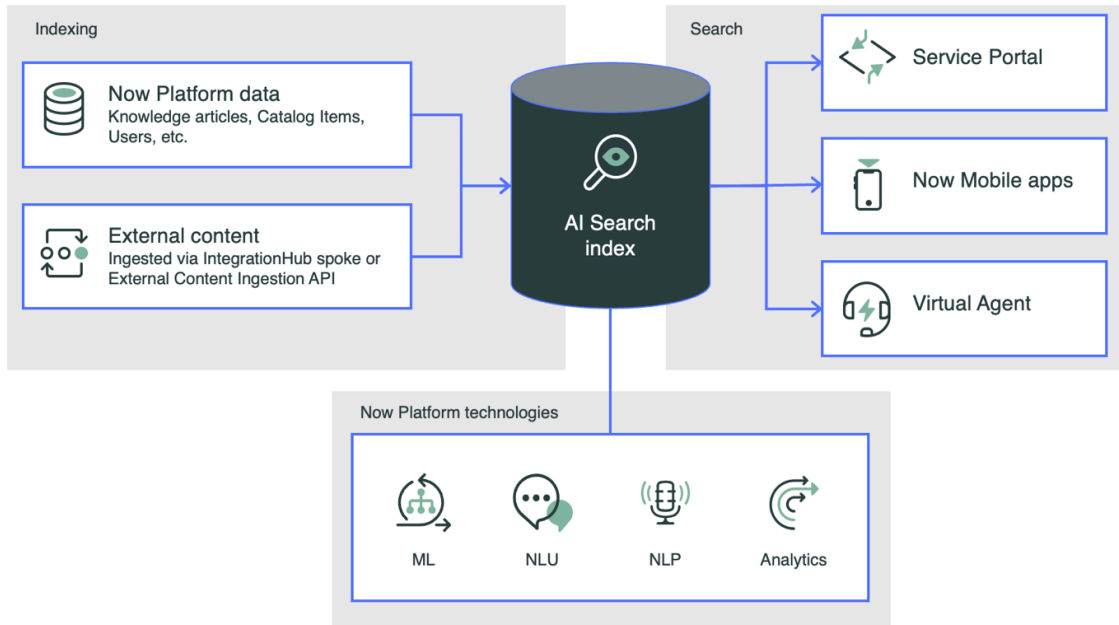 Indexing
Now Platform data
Knowledge articles, Catalog Items,
Users, etc.
External content
Ingested via IntegrationHub spoke or
External Content Ingestion API
AI Search
index
Search
Service Portal
Now Mobile apps
Virtual Agent
Now Platform technologies
ML
NLU
NLP
Analytics